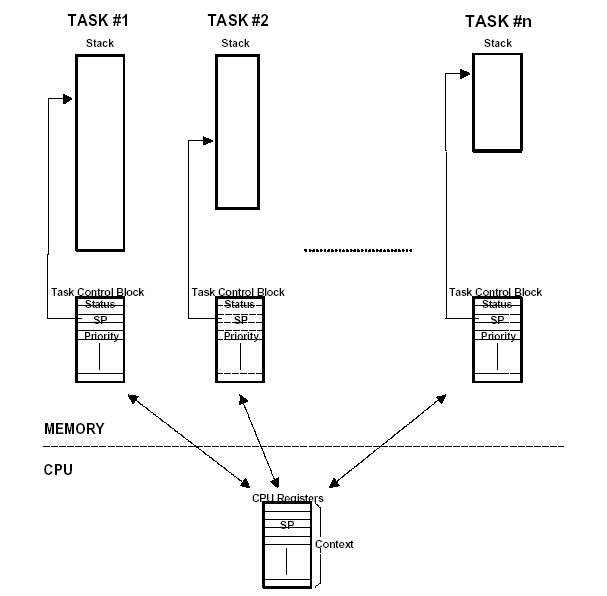 TASK #1 TASK #2 TASK #n
Stack Stack Stack
Task Control Block Task Control Block Task Control Block
Status Status Status
SP SP SP
Priority Priority Priority
MEMORY
CPU
CPU Registers
SP
Context